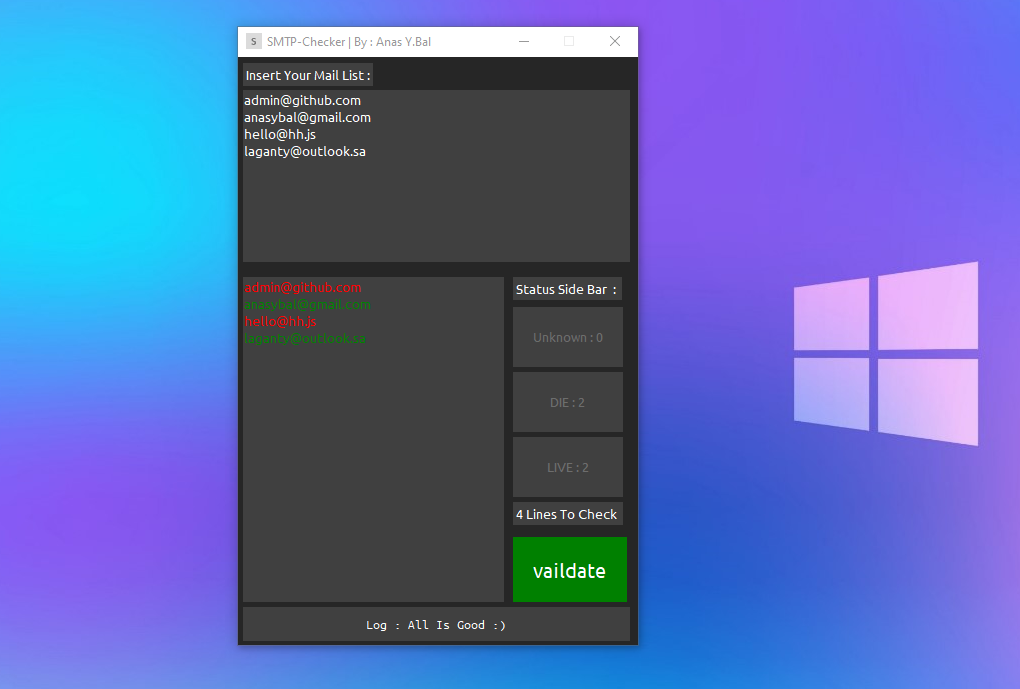 S SMTP-Checker | By : Anas Y.Bal
Insert Your Mail List :
admin@github.com
anasybal@gmail.com
hello@hh.js
laganty@outlook.sa
admin@github.com
anasybal@gmail.com
hello@hh.js
laganty@outlook.sa
Status Side Bar :
Unknown : 0
DIE : 2
LIVE : 2
4 Lines To Check
vaildate
Log : All Is Good :)